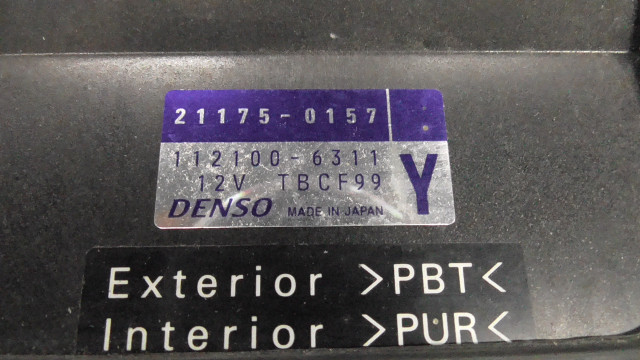 21175-0157
112100-6311
12V TBCF99 Y
DENSO MADE IN JAPAN
Exterior >PBT<
Interior >PUR<